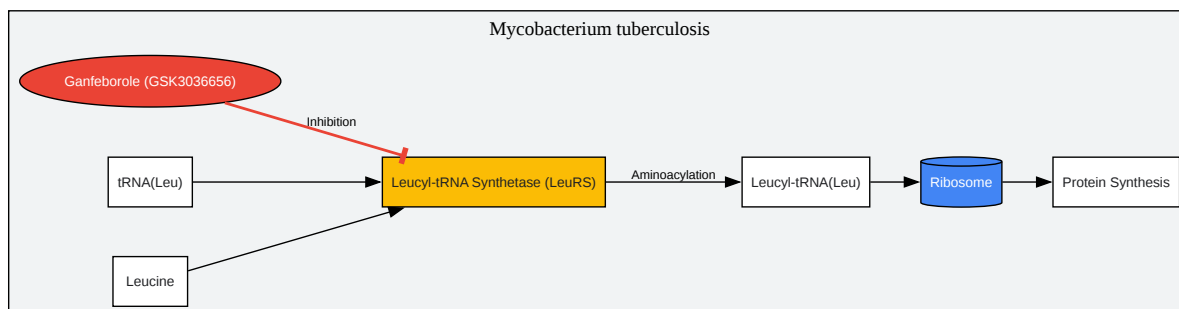 Mycobacterium tuberculosis
Ganfeborole (GSK3036656)
Inhibition
tRNA(Leu)
Leucyl-tRNA Synthetase (LeuRS)
Aminoacylation
Leucyl-tRNA(Leu)
Ribosome
Protein Synthesis
Leucine